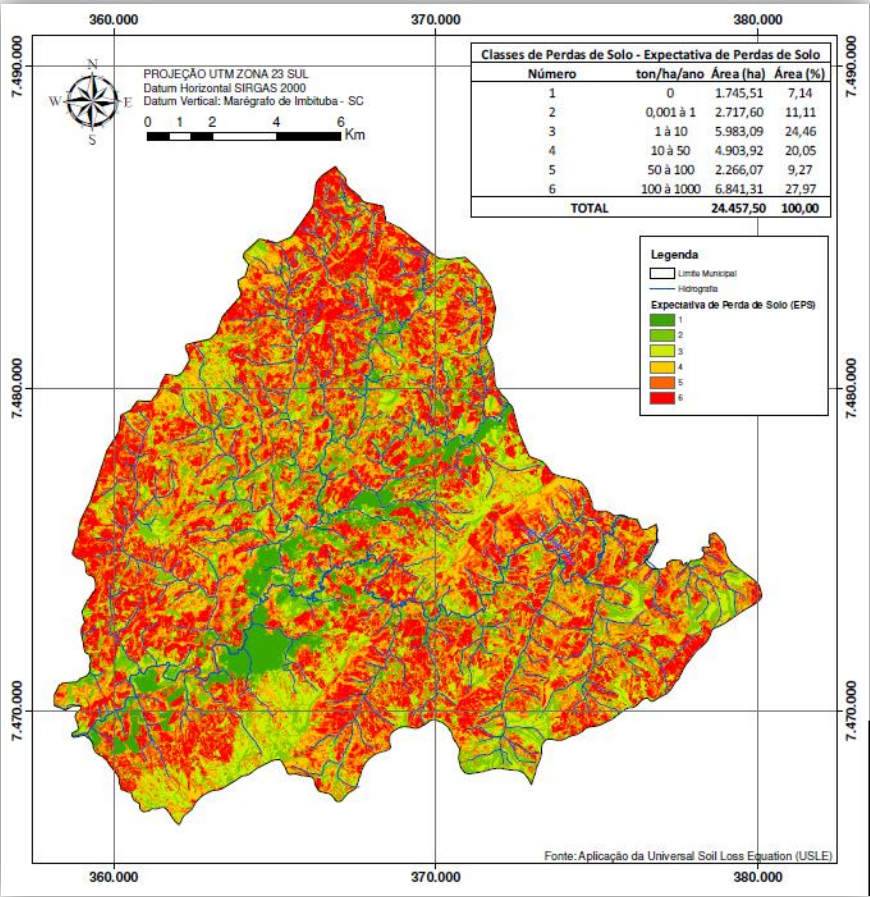 360.000 370.000 380.000
7.490.000 7.490.000
N
W E
S
PROJEÇÃO UTM ZONA 23 SUL
Datum Horizontal SIRGAS 2000
Datum Vertical: Marégrafo de Imbituba - SC
0 1 2 4 6
Km
Classes de Perdas de Solo - Expectativa de Perdas de Solo
Número ton/ha/ano Área (ha) Área (%)
1 0 1.745,51 7,14
2 0,001 à 1 2.717,60 11,11
3 1 à 10 5.983,09 24,46
4 10 à 50 4.903,92 20,05
5 50 à 100 2.266,07 9,27
6 100 à 1000 6.841,31 27,97
TOTAL 24.457,50 100,00
Legenda
Limite Municipal
Hidrografia
Expectativa de Perda de Solo (EPS)
1
2
3
4
5
6
7.480.000 7.480.000
7.470.000 7.470.000
Fonte: Aplicação da Universal Soil Loss Equation (USLE)
360.000 370.000 380.000